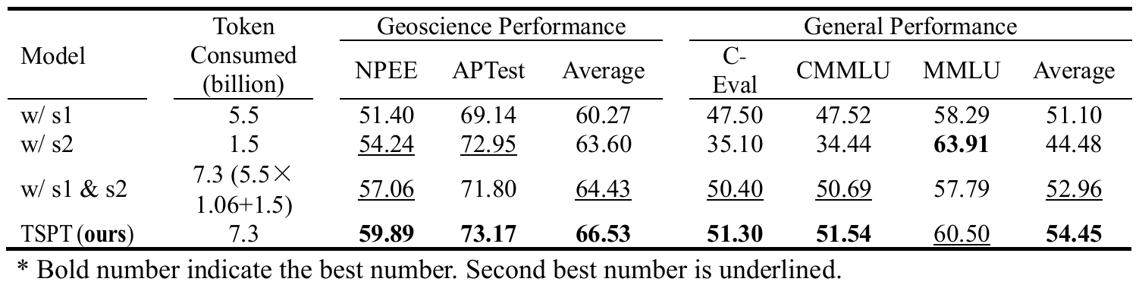 Model Token Consumed (billion) Geoscience Performance General Performance
NPEE APTest Average C-Eval CMMLU MMLU Average
w/ s1 5.5 51.40 69.14 60.27 47.50 47.52 58.29 51.10
w/ s2 1.5 54.24 72.95 63.60 35.10 34.44 63.91 44.48
w/ s1 & s2 7.3 (5.5× 1.06+1.5) 57.06 71.80 64.43 50.40 50.69 57.79 52.96
TSPT (ours) 7.3 59.89 73.17 66.53 51.30 51.54 60.50 54.45
* Bold number indicate the best number. Second best number is underlined.